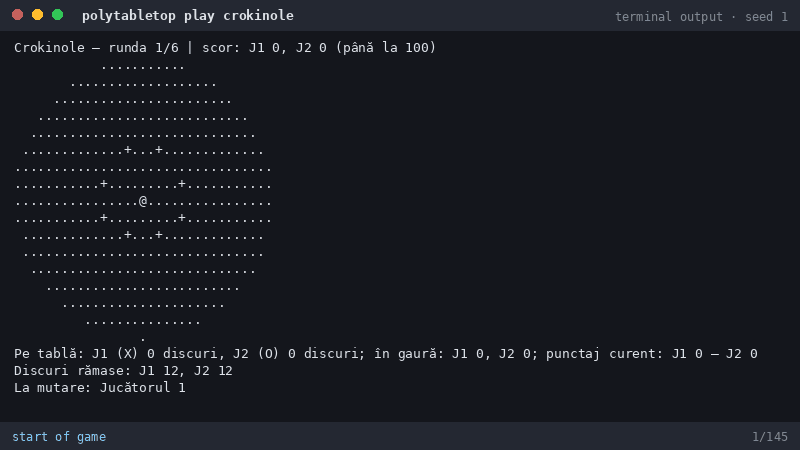 polytabletop play crokinole
terminal output · seed 1
Crokinole — runda 1/6 | scor: J1 0, J2 0 (până la 100)
...........
...................
.......................
...........................
.............................
.............+...+.............
.................................
...........+.........+...........
................@................
...........+.........+...........
.............+...+.............
...............................
.............................
.........................
.....................
...............
.
Pe tablă: J1 (X) 0 discuri, J2 (O) 0 discuri; în gaură: J1 0, J2 0; punctaj curent: J1 0 — J2 0
Discuri rămase: J1 12, J2 12
La mutare: Jucătorul 1
start of game
1/145